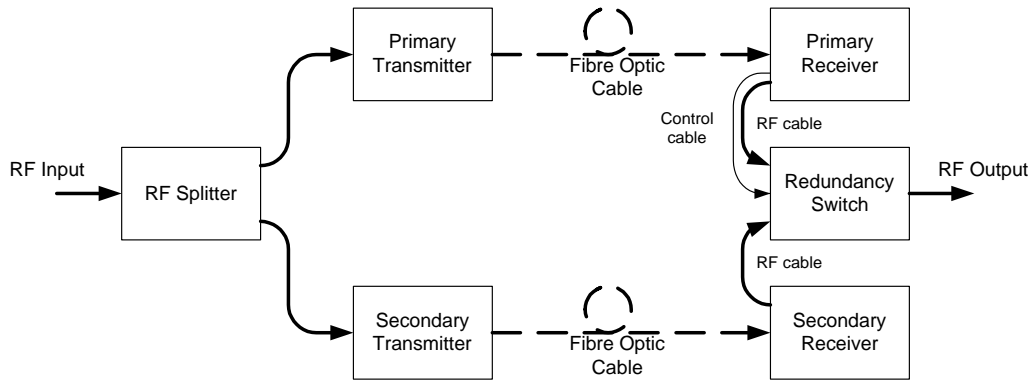 Primary
Transmitter
Fibre Optic
Cable
Primary
Receiver
Control
cable
RF cable
RF Input
RF Splitter
Redundancy
Switch
RF Output
RF cable
Secondary
Transmitter
Fibre Optic
Cable
Secondary
Receiver